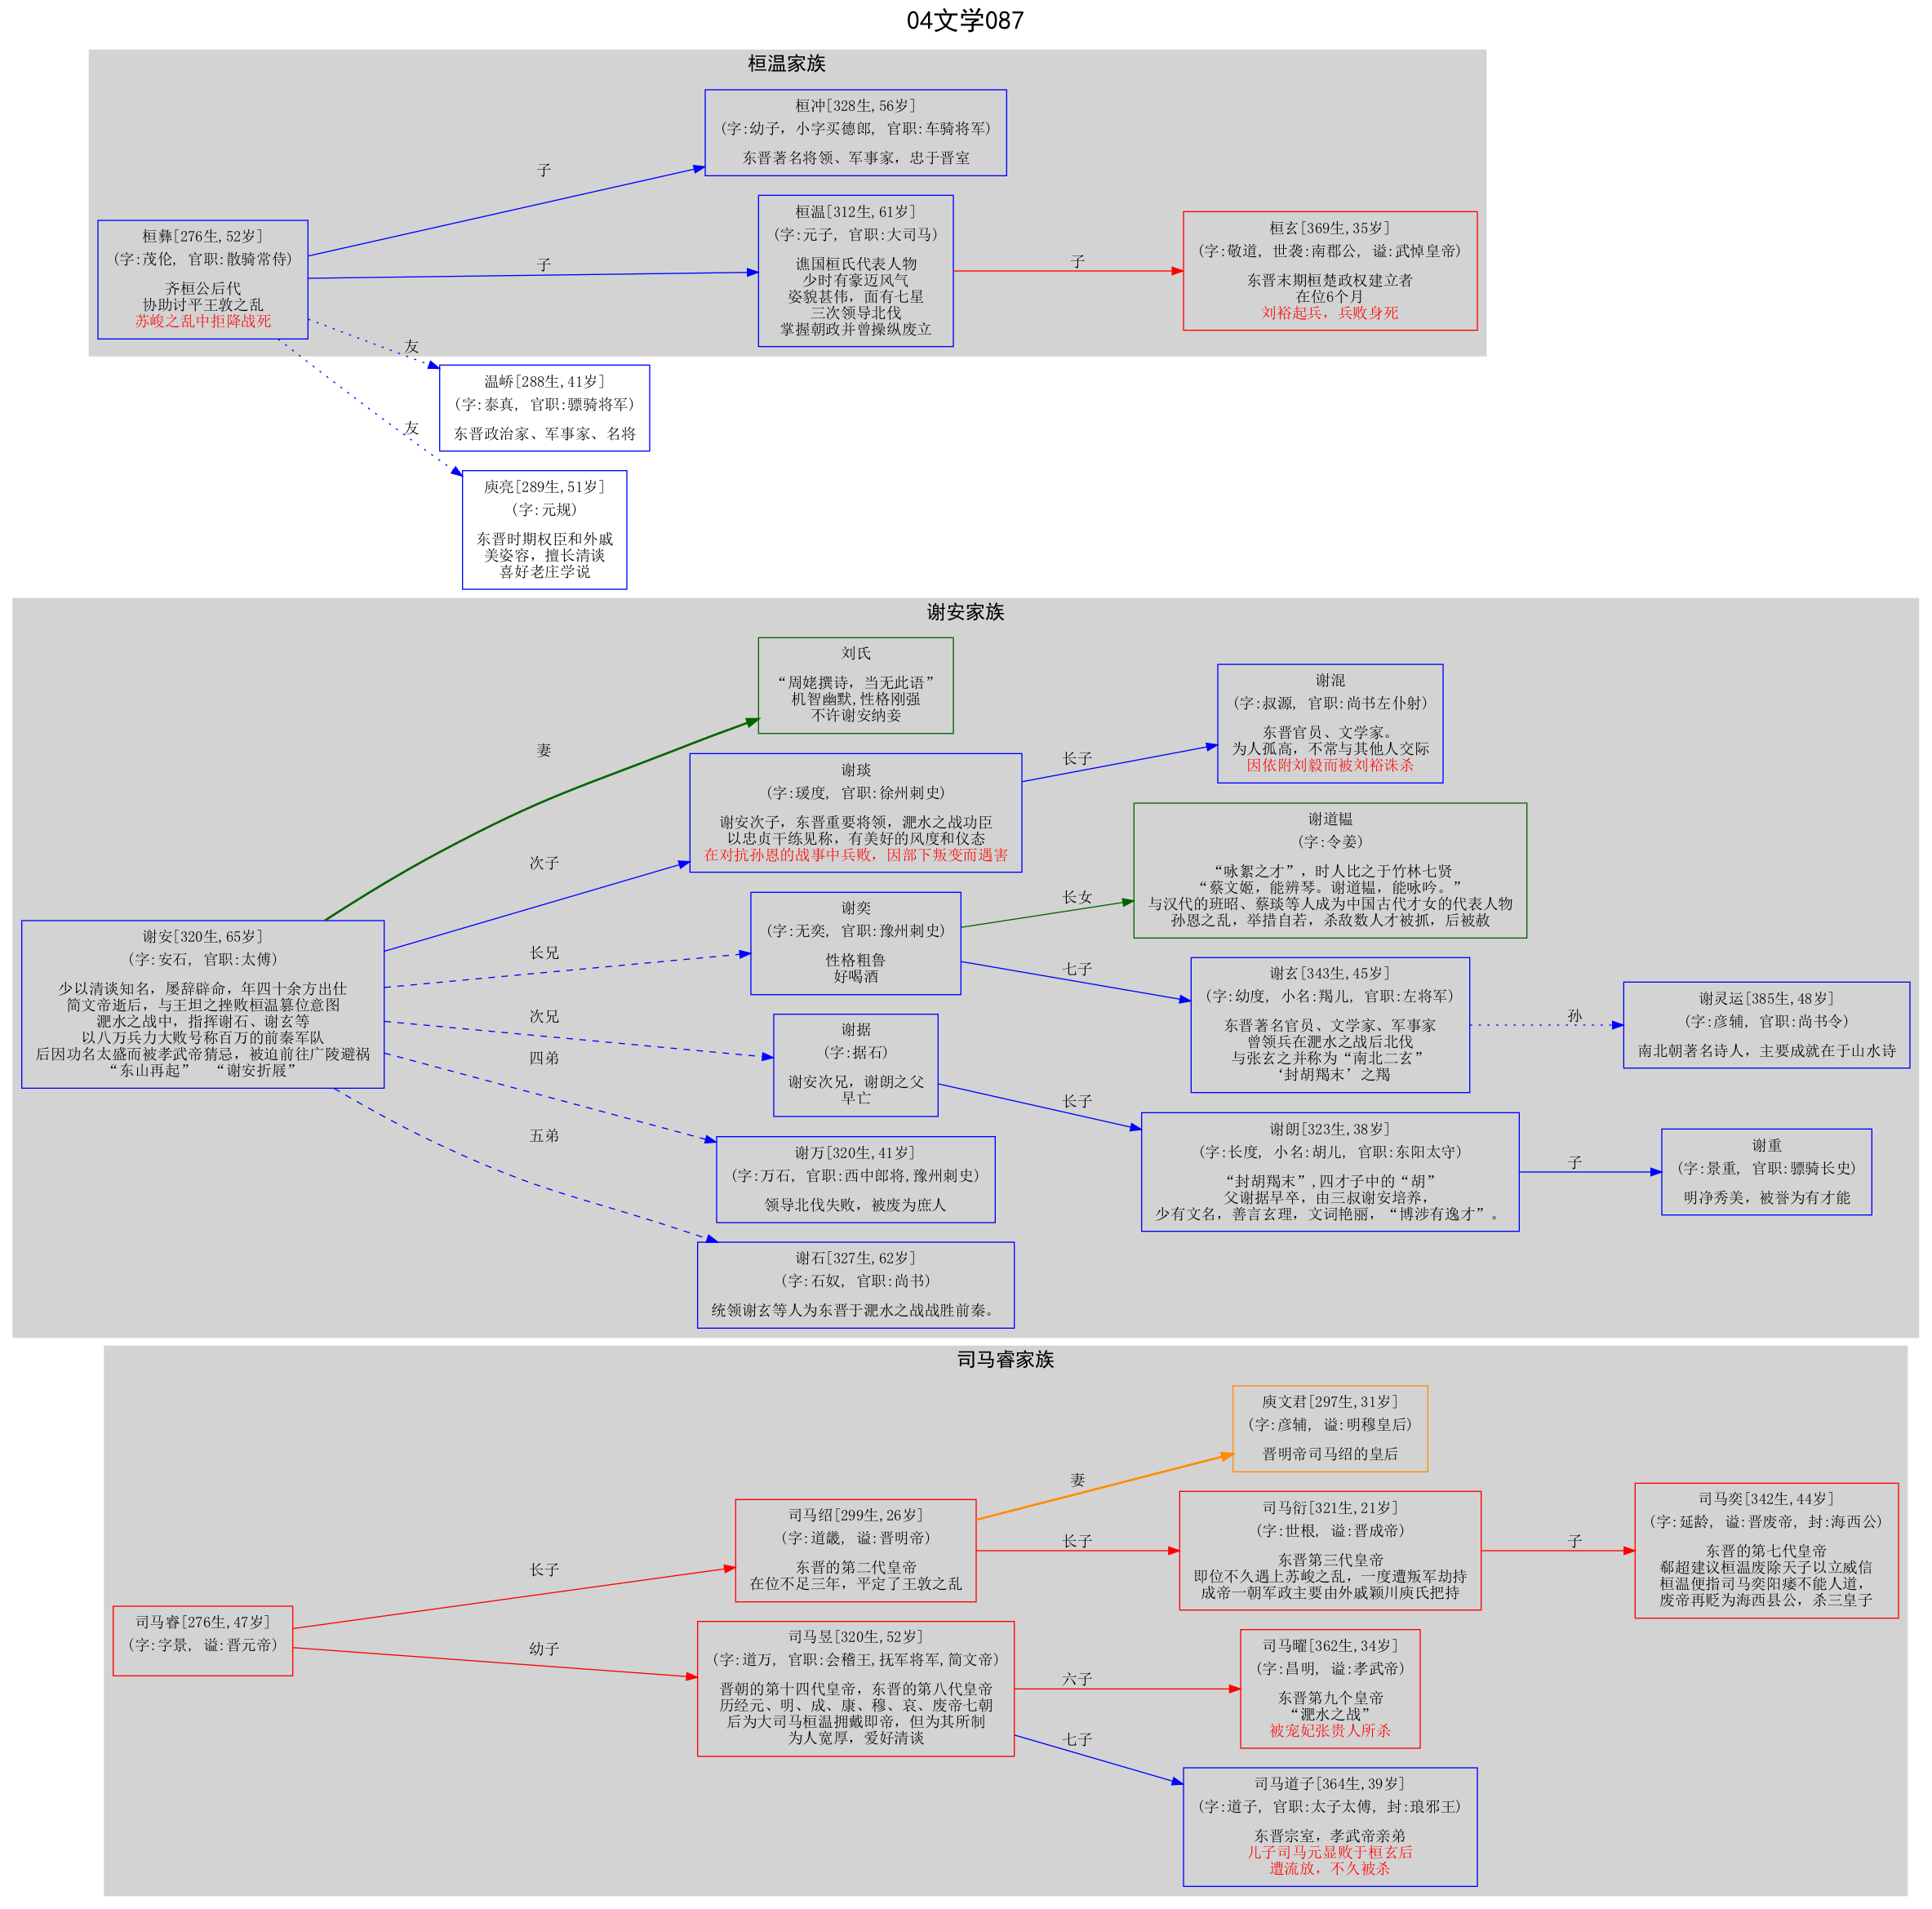 04文学087
桓温家族
桓冲[328生,56岁]
(字:幼子, 小字买德郎, 官职:车骑将军)
东晋著名将领、军事家，忠于晋室
子
桓彝[276生,52岁]
(字:茂伦, 官职:散骑常侍)
齐桓公后代
协助讨平王敦之乱
苏峻之乱中拒降战死
子
桓温[312生,61岁]
(字:元子, 官职:大司马)
谯国桓氏代表人物
少时有豪迈风气
姿貌甚伟，面有七星
三次领导北伐
掌握朝政并曾操纵废立
子
桓玄[369生,35岁]
(字:敬道, 世袭:南郡公, 谥:武悼皇帝)
东晋末期桓楚政权建立者
在位6个月
刘裕起兵，兵败身死
友
温峤[288生,41岁]
(字:泰真, 官职:骠骑将军)
东晋政治家、军事家、名将
友
庾亮[289生,51岁]
(字:元规)
东晋时期权臣和外戚
美姿容，擅长清谈
喜好老庄学说
谢安家族
刘氏
“周姥撰诗，当无此语”
机智幽默,性格刚强
不许谢安纳妾
妻
谢混
(字:叔源, 官职:尚书左仆射)
东晋官员、文学家。
为人孤高，不常与其他人交际
因依附刘毅而被刘裕诛杀
长子
谢琰
(字:瑗度, 官职:徐州刺史)
谢安次子，东晋重要将领，淝水之战功臣
以忠贞干练见称，有美好的风度和仪态
在对抗孙恩的战事中兵败，因部下叛变而遇害
次子
谢道韫
(字:令姜)
“咏絮之才”，时人比之于竹林七贤
“蔡文姬，能辨琴。谢道韫，能咏吟。”
与汉代的班昭、蔡琰等人成为中国古代才女的代表人物
孙恩之乱，举措自若，杀敌数人才被抓，后被赦
长女
谢奕
(字:无奕, 官职:豫州刺史)
性格粗鲁
好喝酒
长兄
谢安[320生,65岁]
(字:安石, 官职:太傅)
少以清谈知名，屡辞辟命，年四十余方出仕
简文帝逝后，与王坦之挫败桓温篡位意图
淝水之战中，指挥谢石、谢玄等
以八万兵力大败号称百万的前秦军队
后因功名太盛而被孝武帝猜忌，被迫前往广陵避祸
“东山再起”  “谢安折屐”
七子
谢玄[343生,45岁]
(字:幼度, 小名:羯儿, 官职:左将军)
东晋著名官员、文学家、军事家
曾领兵在淝水之战后北伐
与张玄之并称为“南北二玄”
‘封胡羯末’之羯
孙
谢灵运[385生,48岁]
(字:彦辅, 官职:尚书令)
南北朝著名诗人，主要成就在于山水诗
次兄
谢据
(字:据石)
谢安次兄，谢朗之父
早亡
四弟
长子
谢朗[323生,38岁]
(字:长度, 小名:胡儿, 官职:东阳太守)
“封胡羯末”,四才子中的“胡”
父谢据早卒，由三叔谢安培养，
少有文名，善言玄理，文词艳丽，“博涉有逸才”。
子
谢重
(字:景重, 官职:骠骑长史)
明净秀美，被誉为有才能
五弟
谢万[320生,41岁]
(字:万石, 官职:西中郎将,豫州刺史)
领导北伐失败，被废为庶人
谢石[327生,62岁]
(字:石奴, 官职:尚书)
统领谢玄等人为东晋于淝水之战战胜前秦。
司马睿家族
庾文君[297生,31岁]
(字:彦辅, 谥:明穆皇后)
晋明帝司马绍的皇后
妻
司马绍[299生,26岁]
(字:道畿, 谥:晋明帝)
东晋的第二代皇帝
在位不足三年，平定了王敦之乱
长子
长子
司马衍[321生,21岁]
(字:世根, 谥:晋成帝)
东晋第三代皇帝
即位不久遇上苏峻之乱，一度遭叛军劫持
成帝一朝军政主要由外戚颍川庾氏把持
子
司马奕[342生,44岁]
(字:延龄, 谥:晋废帝, 封:海西公)
东晋的第七代皇帝
郗超建议桓温废除天子以立威信
桓温便指司马奕阳痿不能人道，
废帝再贬为海西县公，杀三皇子
司马睿[276生,47岁]
(字:字景, 谥:晋元帝)
幼子
司马昱[320生,52岁]
(字:道万, 官职:会稽王,抚军将军,简文帝)
晋朝的第十四代皇帝，东晋的第八代皇帝
历经元、明、成、康、穆、哀、废帝七朝
后为大司马桓温拥戴即帝，但为其所制
为人宽厚，爱好清谈
六子
司马曜[362生,34岁]
(字:昌明, 谥:孝武帝)
东晋第九个皇帝
“淝水之战”
被宠妃张贵人所杀
七子
司马道子[364生,39岁]
(字:道子, 官职:太子太傅, 封:琅邪王)
东晋宗室，孝武帝亲弟
儿子司马元显败于桓玄后
遭流放，不久被杀